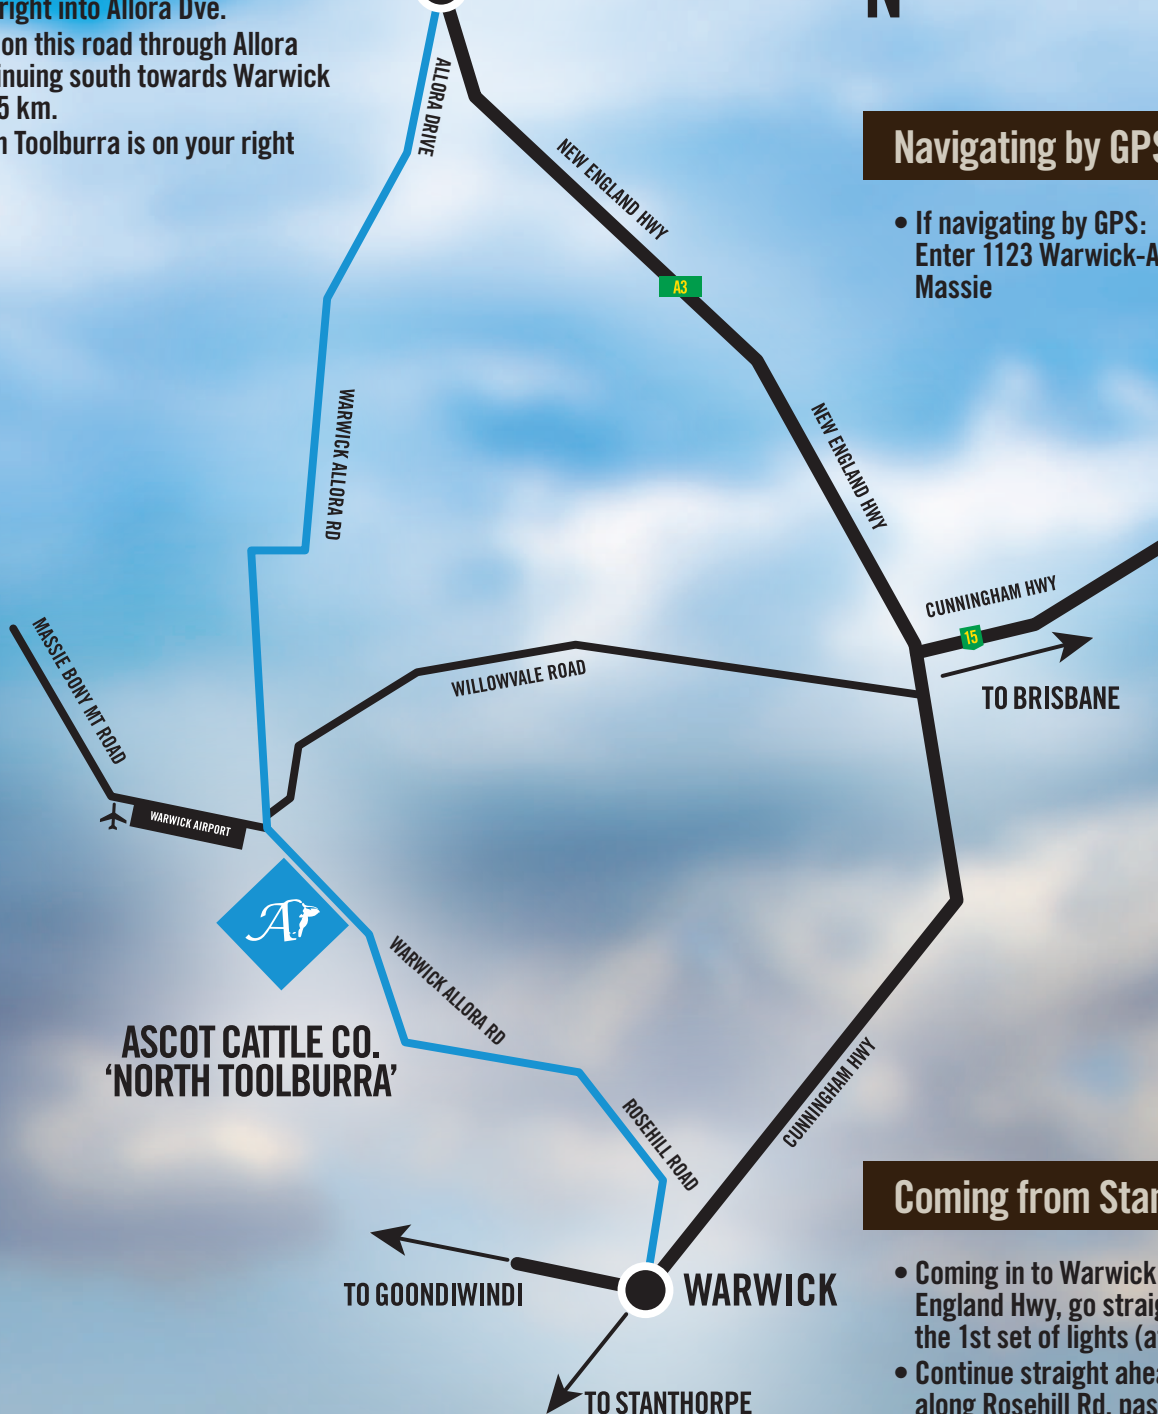 right into Allora Dve.
on this road through Allora
inuing south towards Warwick
5 km.
Toolburra is on your right
N
ALLORA DRIVE
NEW ENGLAND HWY
A3
Navigating by GPS
• If navigating by GPS:
Enter 1123 Warwick-A
Massie
WARWICK ALLORA RD
NEW ENGLAND HWY
CUNNINGHAM HWY
15
TO BRISBANE
MASSIE BONY MT ROAD
WILLOWVALE ROAD
WARWICK AIRPORT
A
WARWICK ALLORA RD
ASCOT CATTLE CO.
‘NORTH TOOLBURRA’
CUNNINGHAM HWY
ROSEHILL ROAD
TO GOONDIWINDI
WARWICK
TO STANTHORPE
Coming from Stan
• Coming in to Warwick
England Hwy, go straig
the 1st set of lights (a
• Continue straight ahea
along Rosehill Rd, pas